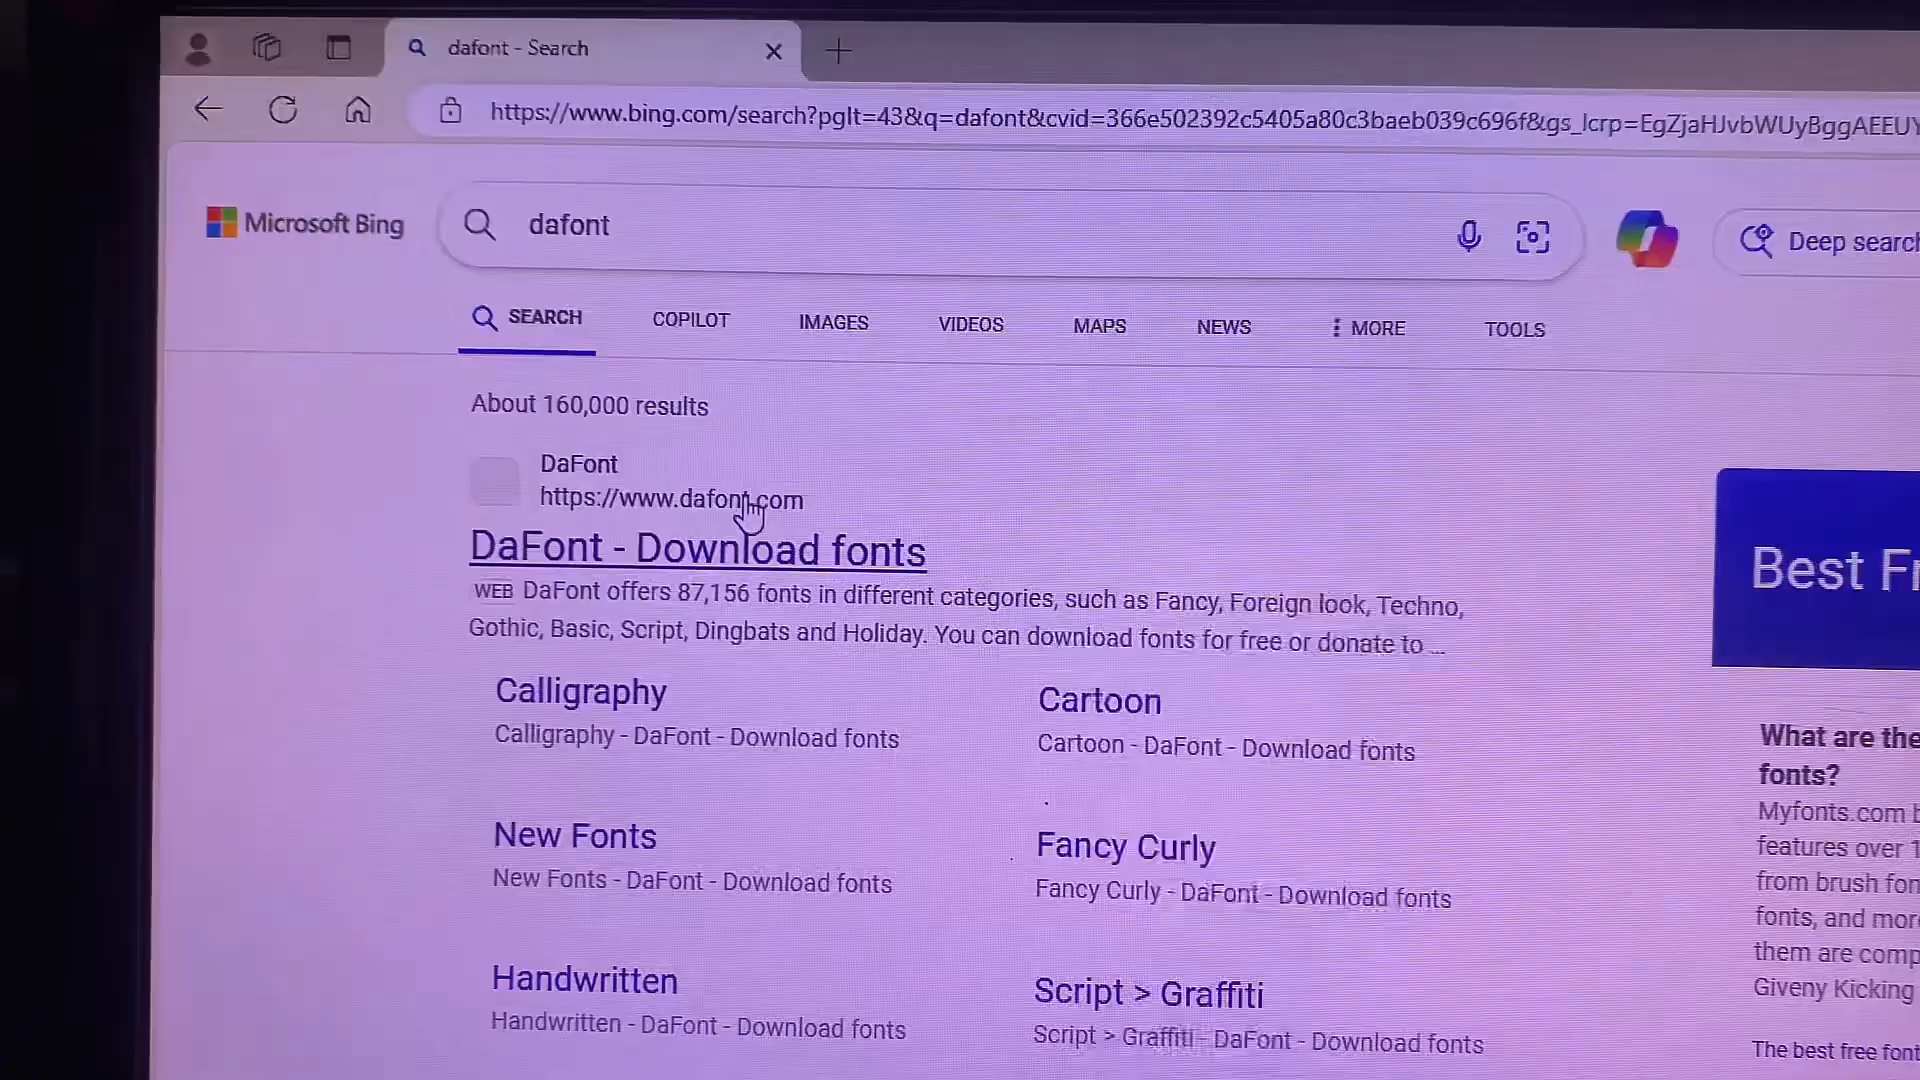 dafont - Search
https://www.bing.com/search?pglt=43&q=dafont&cvid=366e502392c5405a80c3baeb039c696f&gs_lcrp=EgZjaHJvbWUyBggAEEUY
Microsoft Bing
dafont
Deep search
SEARCH COPILOT IMAGES VIDEOS MAPS NEWS MORE TOOLS
About 160,000 results
DaFont
https://www.dafont.com
DaFont - Download fonts
WEB DaFont offers 87,156 fonts in different categories, such as Fancy, Foreign look, Techno,
Gothic, Basic, Script, Dingbats and Holiday. You can download fonts for free or donate to ...
Calligraphy
Calligraphy - DaFont - Download fonts
Cartoon
Cartoon - DaFont - Download fonts
New Fonts
New Fonts - DaFont - Download fonts
Fancy Curly
Fancy Curly - DaFont - Download fonts
Handwritten
Handwritten - DaFont - Download fonts
Script > Graffiti
Script > Graffiti - DaFont - Download fonts
Best
What are the
fonts?
Myfonts.com
features over
from brush
fonts, and more
them are
Giveny Kicking
The best free